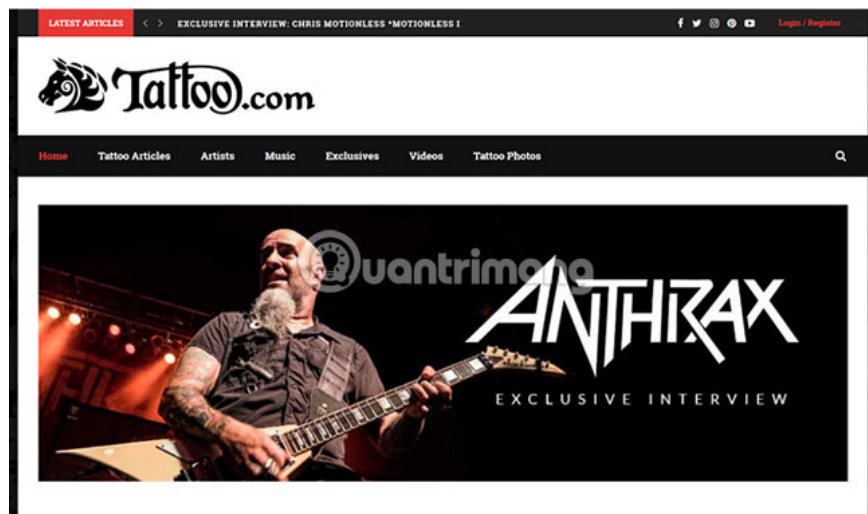 LATEST ARTICLES < > EXCLUSIVE INTERVIEW: CHRIS MOTIONLESS *MOTIONLESS I
Login / Register
Tattoo.com
Home Tattoo Articles Artists Music Exclusives Videos Tattoo Photos
Quantrimang
ANTHRAX
EXCLUSIVE INTERVIEW